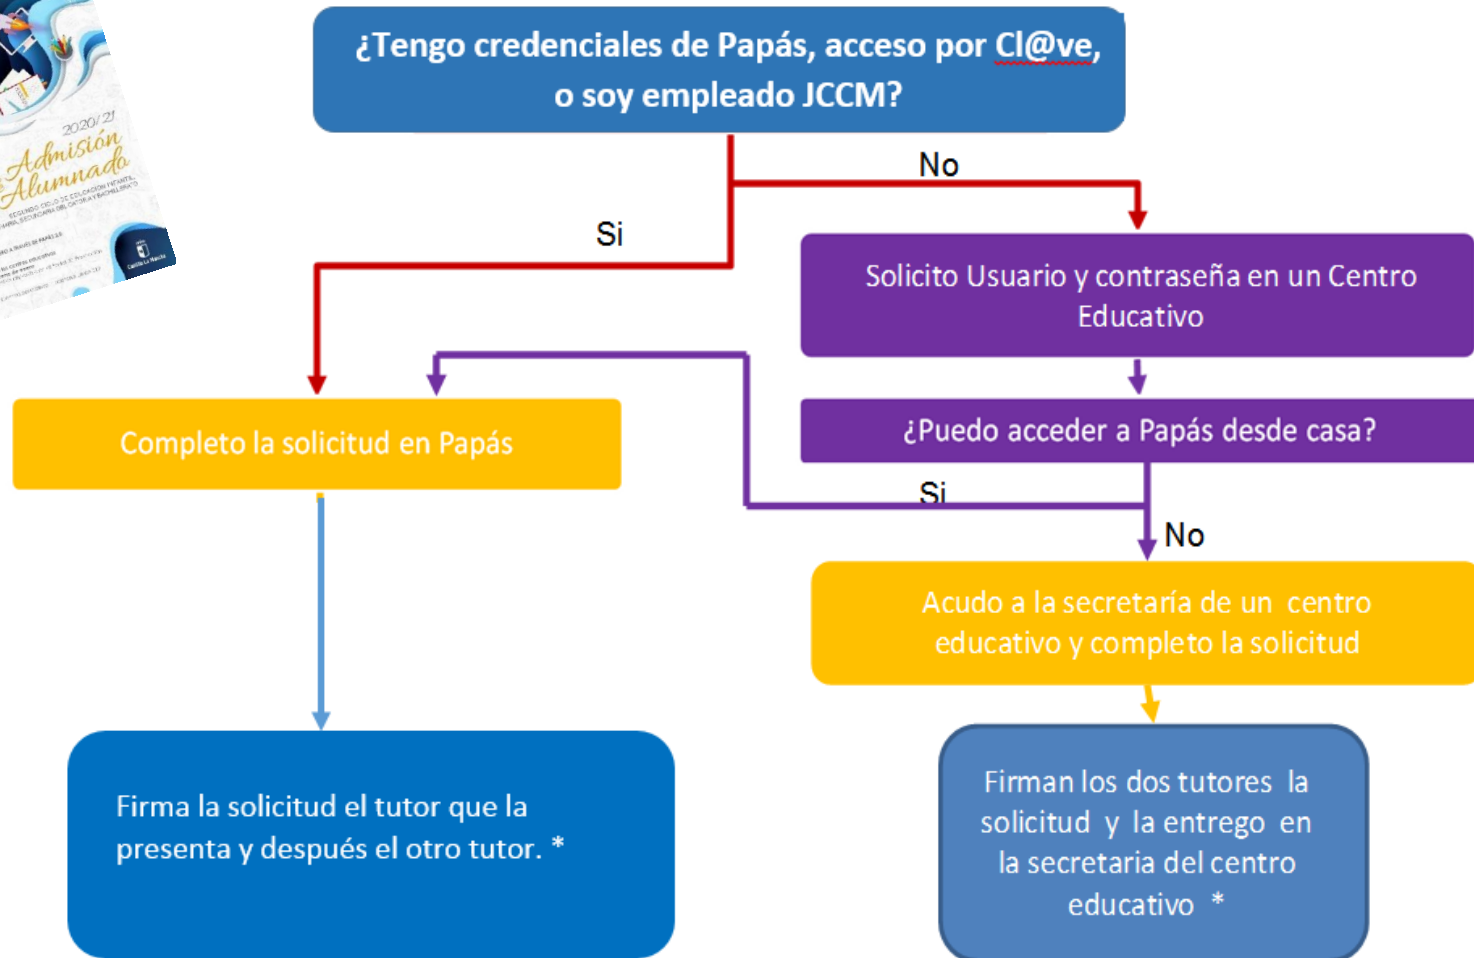 ¿Tengo credenciales de Papás, acceso por Cl@ve,
o soy empleado JCCM?
2020/21
Admisión
Alumnado
No
Si
Solicito Usuario y contraseña en un Centro
Educativo
Completo la solicitud en Papás
¿Puedo acceder a Papás desde casa?
Si
No
Acudo a la secretaría de un centro
educativo y completo la solicitud
Firma la solicitud el tutor que la
presenta y después el otro tutor. *
Firman los dos tutores la
solicitud y la entrego en
la secretaria del centro
educativo *